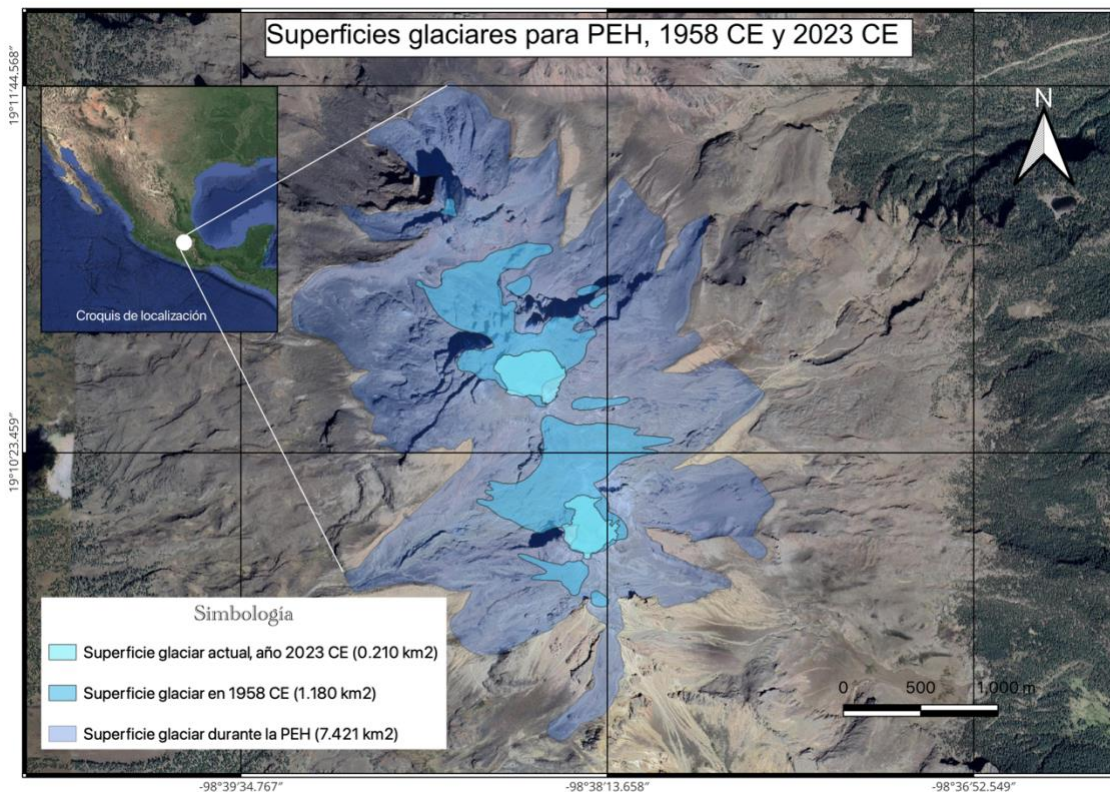 Superficies glaciares para PEH, 1958 CE y 2023 CE
19°11′44.568″
N
Croquis de localización
19°10′23.459″
Simbología
Superficie glaciar actual, año 2023 CE (0.210 km2)
Superficie glaciar en 1958 CE (1.180 km2)
Superficie glaciar durante la PEH (7.421 km2)
0 500 1,000 m
-98°39′34.767″ -98°38′13.658″ -98°36′52.549″